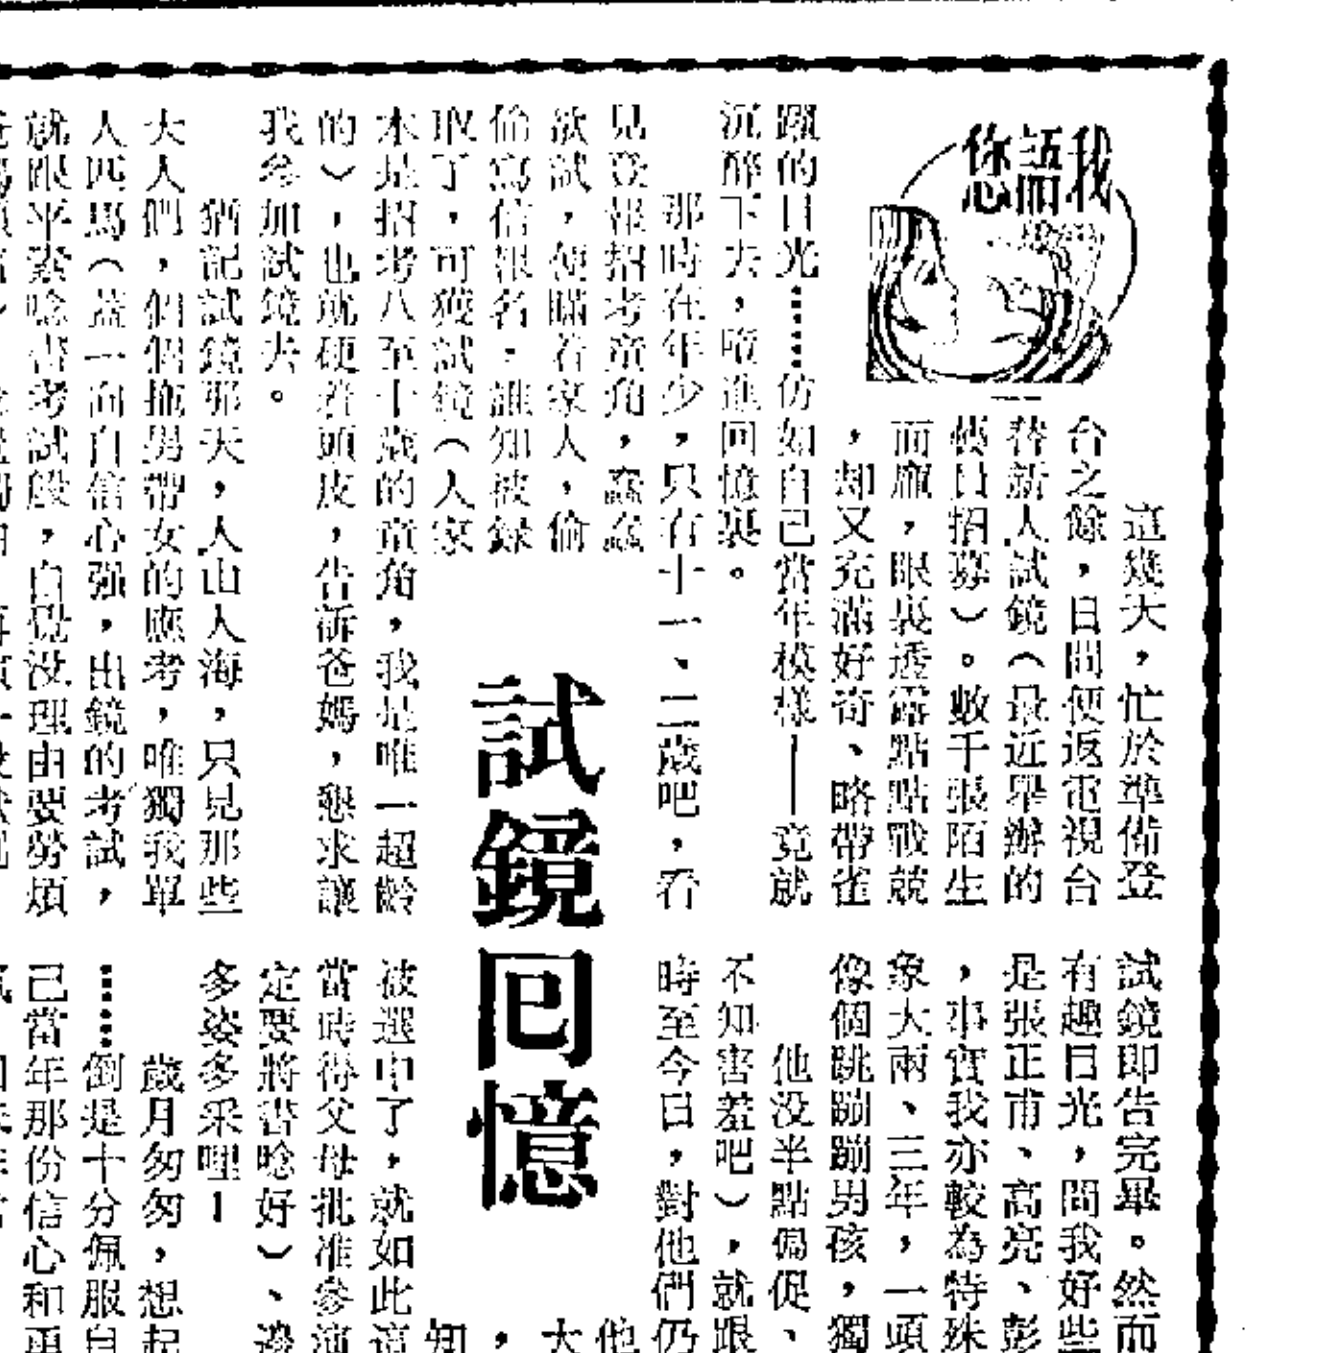 我語您
試鏡回憶
這幾天,忙於準備登
台之餘,日間便返電視台
替新人試鏡(最近舉辦的
藝員招募)。數千張陌生
面龐,眼裏透露點點戰兢
,却又充滿好奇、略帶雀
躍的目光……仿如自己當年模樣——竟就
沉醉下去,墮進回憶裏。
那時在年少,只有十一、二歲吧,看
見登報招考童角,蠢蠢
欲試,便瞞着家人,偷
偷寫信報名,誰知被錄
取了,可獲試鏡(人家
本是招考八至十歲的童角,我是唯一超齡
的),也就硬着頭皮,告訴爸媽,懇求讓
我參加試鏡去。
猶記試鏡那天,人山人海,只見那些
大人們,個個拖男帶女的應考,唯獨我單
人匹馬(蓋一向自信心强,出鏡的考試,
就跟平素唸書考試般,自覺没理由要勞煩
試鏡即告完畢。然而
有趣目光,問我好些
是張正甫、高亮、彭
,事實我亦較為特殊
象大兩、三年,一頭
像個跳蹦蹦男孩,獨
他没半點侷促、
不知害羞吧),就跟
時至今日,對他們仍
他
大
,
知
被選中了,就如此這
當時得父母批准參演
定要將書唸好)、邊
多姿多采哩!
歲月匆匆,想起
……倒是十分佩服自
己當年那份信心和勇